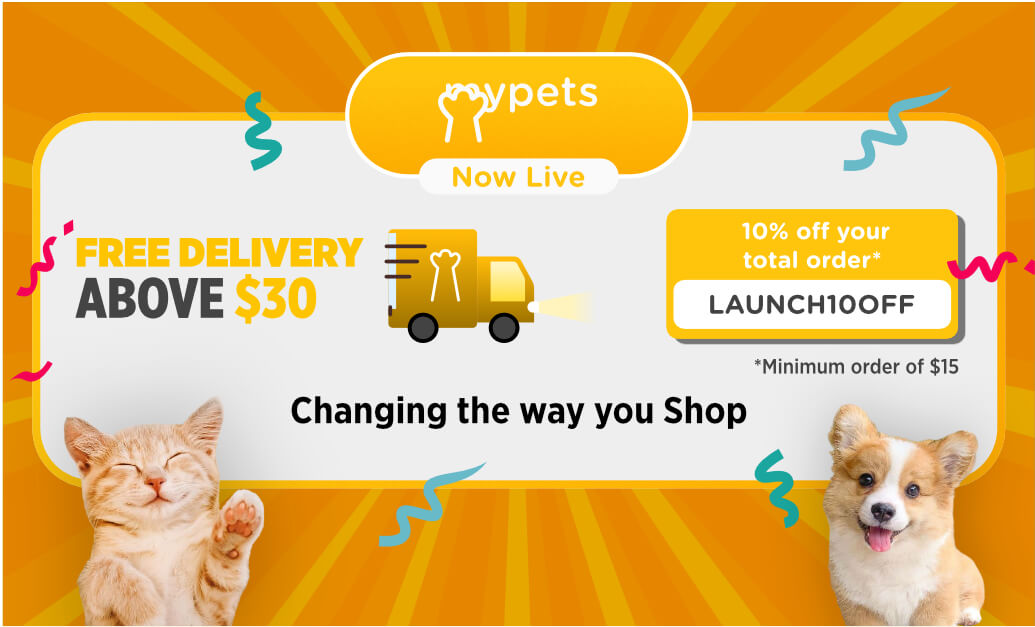 mypets
Now Live
FREE DELIVERY
ABOVE $30
10% off your
total order*
LAUNCH10OFF
*Minimum order of $15
Changing the way you Shop